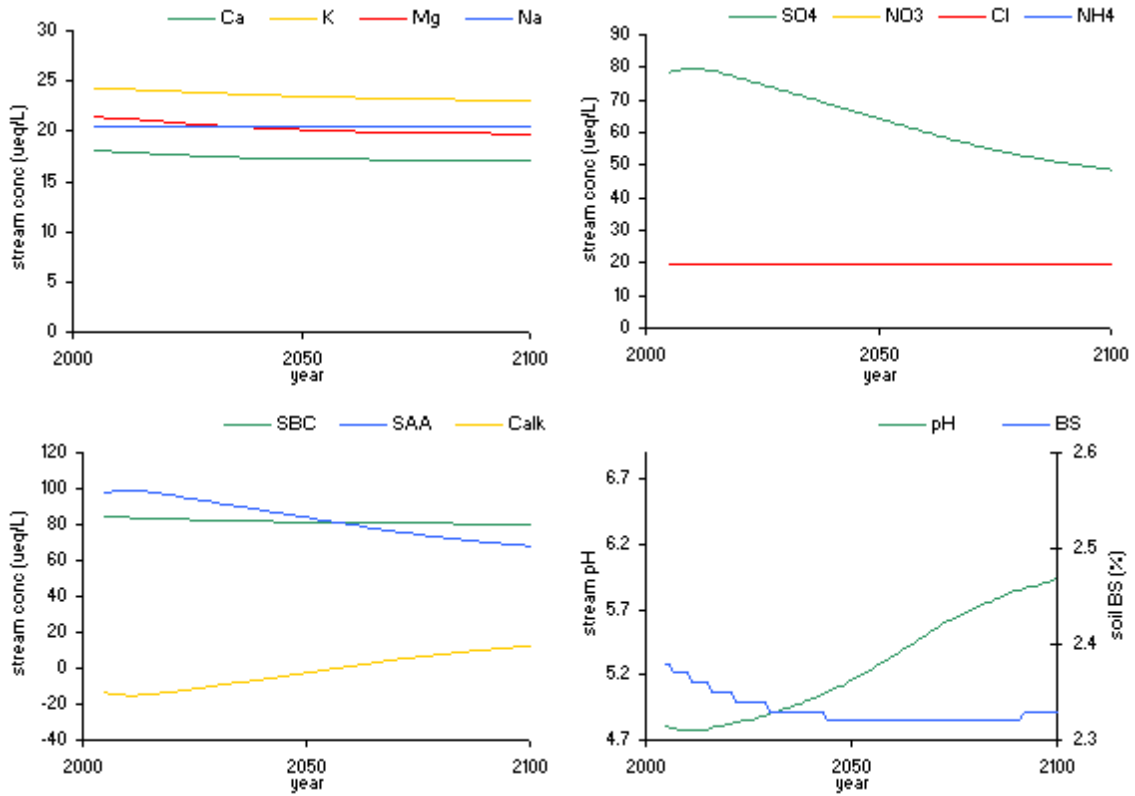 Ca K Mg Na
30
25
20
15
10
5
0
stream conc (ueq/L)
2000 2050 2100
year
SO4 NO3 Cl NH4
90
80
70
60
50
40
30
20
10
0
stream conc (ueq/L)
2000 2050 2100
year
SBC SAA Calk
120
100
80
60
40
20
0
-20
-40
stream conc (ueq/L)
2000 2050 2100
year
pH BS
6.7
6.2
5.7
5.2
4.7
stream pH
2.6
2.5
2.4
2.3
soil BS (%)
2000 2050 2100
year